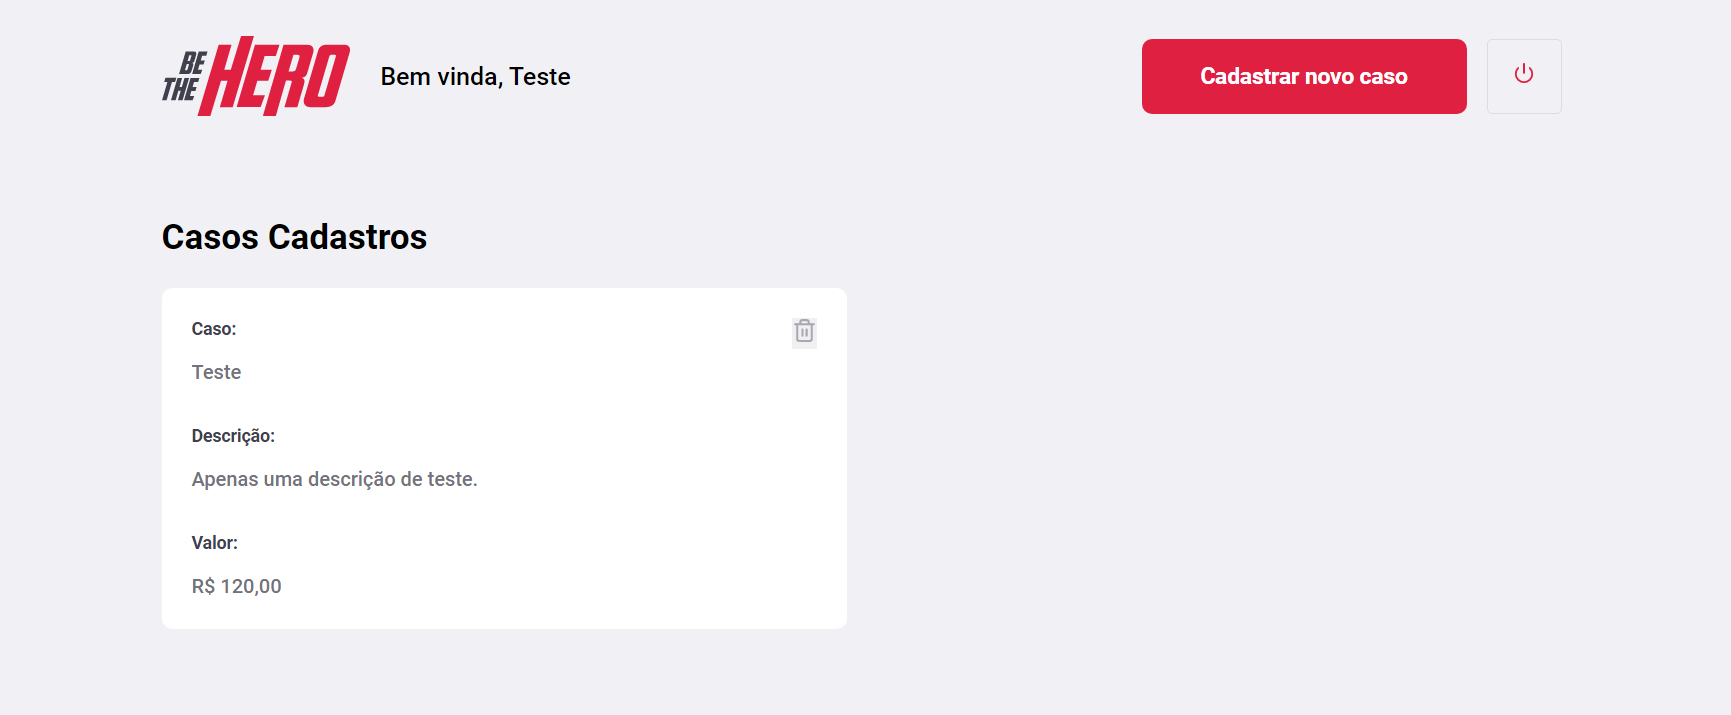 BE
THE HERO
Bem vinda, Teste
Cadastrar novo caso
Casos Cadastros
Caso:
Teste
Descrição:
Apenas uma descrição de teste.
Valor:
R$ 120,00